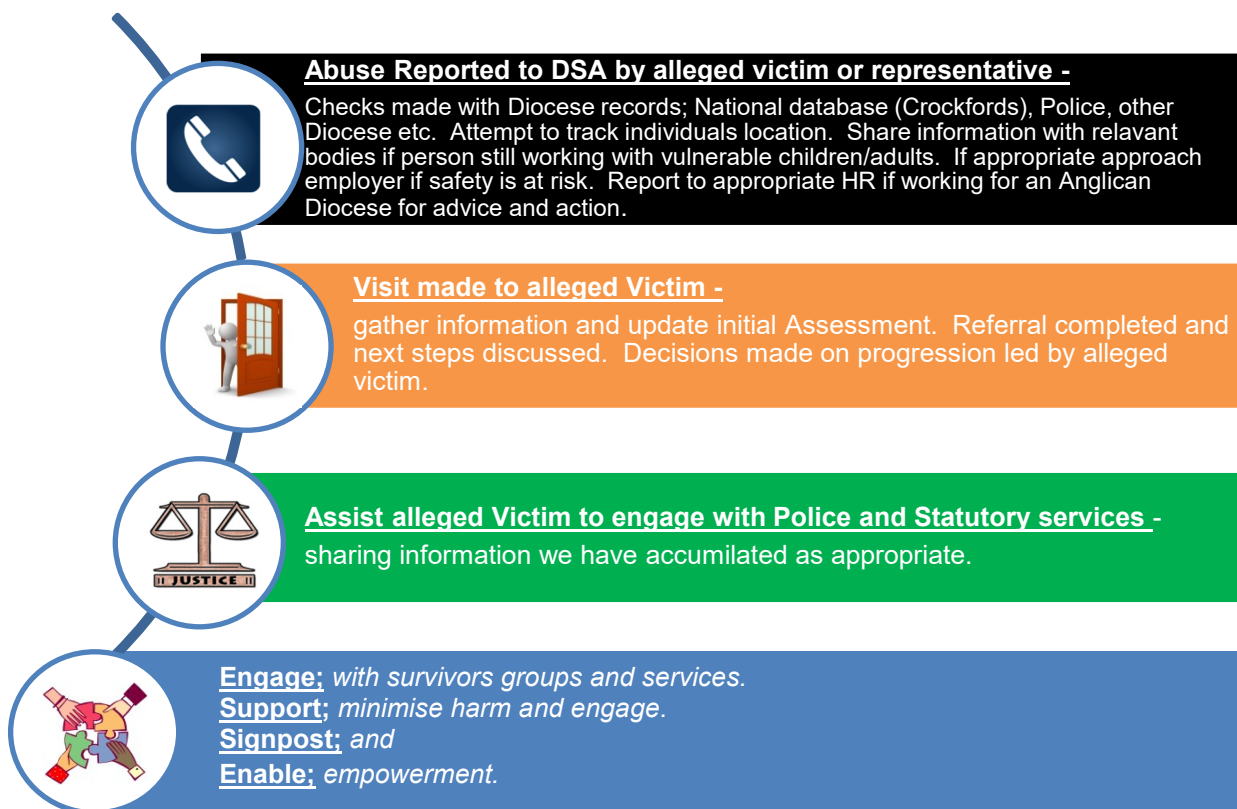 Abuse Reported to DSA by alleged victim or representative -
Checks made with Diocese records; National database (Crockfords), Police, other
Diocese etc.  Attempt to track individuals location.  Share information with relavant
bodies if person still working with vulnerable children/adults.  If appropriate approach
employer if safety is at risk.  Report to appropriate HR if working for an Anglican
Diocese for advice and action.
Visit made to alleged Victim -
gather information and update initial Assessment.  Referral completed and
next steps discussed.  Decisions made on progression led by alleged
victim.
Assist alleged Victim to engage with Police and Statutory services -
sharing information we have accumilated as appropriate.
JUSTICE
Engage; with survivors groups and services.
Support; minimise harm and engage.
Signpost; and
Enable; empowerment.